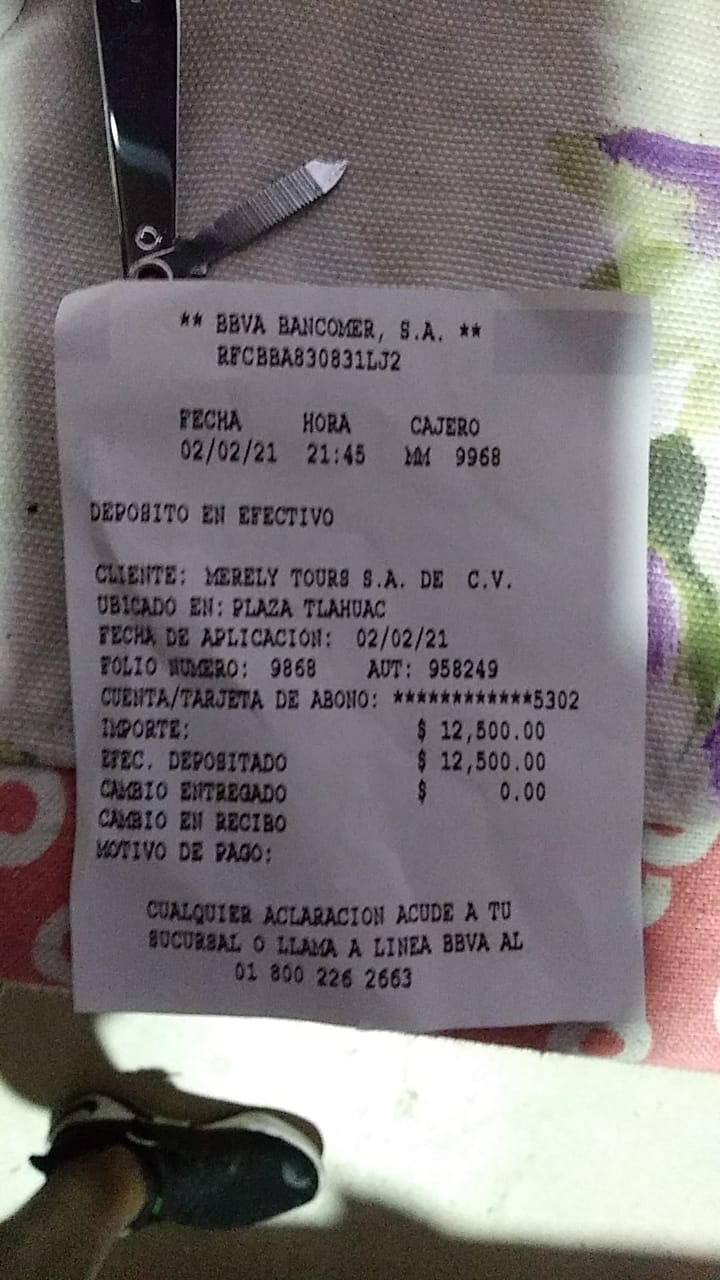 ** BBVA BANCOMER, S.A. **
RFCBBA830831LJ2
FECHA HORA CAJERO
02/02/21 21:45 MM 9968
DEPOSITO EN EFECTIVO
CLIENTE: MERELY TOURS S.A. DE C.V.
UBICADO EN: PLAZA TLAHUAC
FECHA DE APLICACION: 02/02/21
FOLIO NUMERO: 9868 AUT: 958249
CUENTA/TARJETA DE ABONO: ************5302
IMPORTE: $ 12,500.00
EFEC. DEPOSITADO $ 12,500.00
CAMBIO ENTREGADO $ 0.00
CAMBIO EN RECIBO
MOTIVO DE PAGO:
CUALQUIER ACLARACION ACUDE A TU
SUCURSAL O LLAMA A LINEA BBVA AL
01 800 226 2663